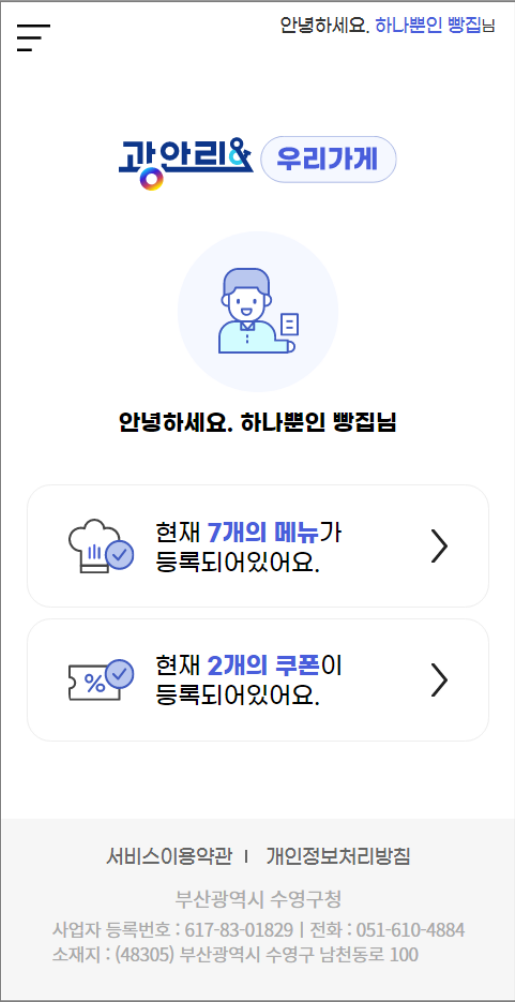 안녕하세요. 하나뿐인 빵집님
광안리& 우리가게
안녕하세요. 하나뿐인 빵집님
현재 7개의 메뉴가
등록되어있어요.
%
현재 2개의 쿠폰이
등록되어있어요.
서비스이용약관 | 개인정보처리방침
부산광역시 수영구청
사업자 등록번호 : 617-83-01829 | 전화 : 051-610-4884
소재지 : (48305) 부산광역시 수영구 남천동로 100